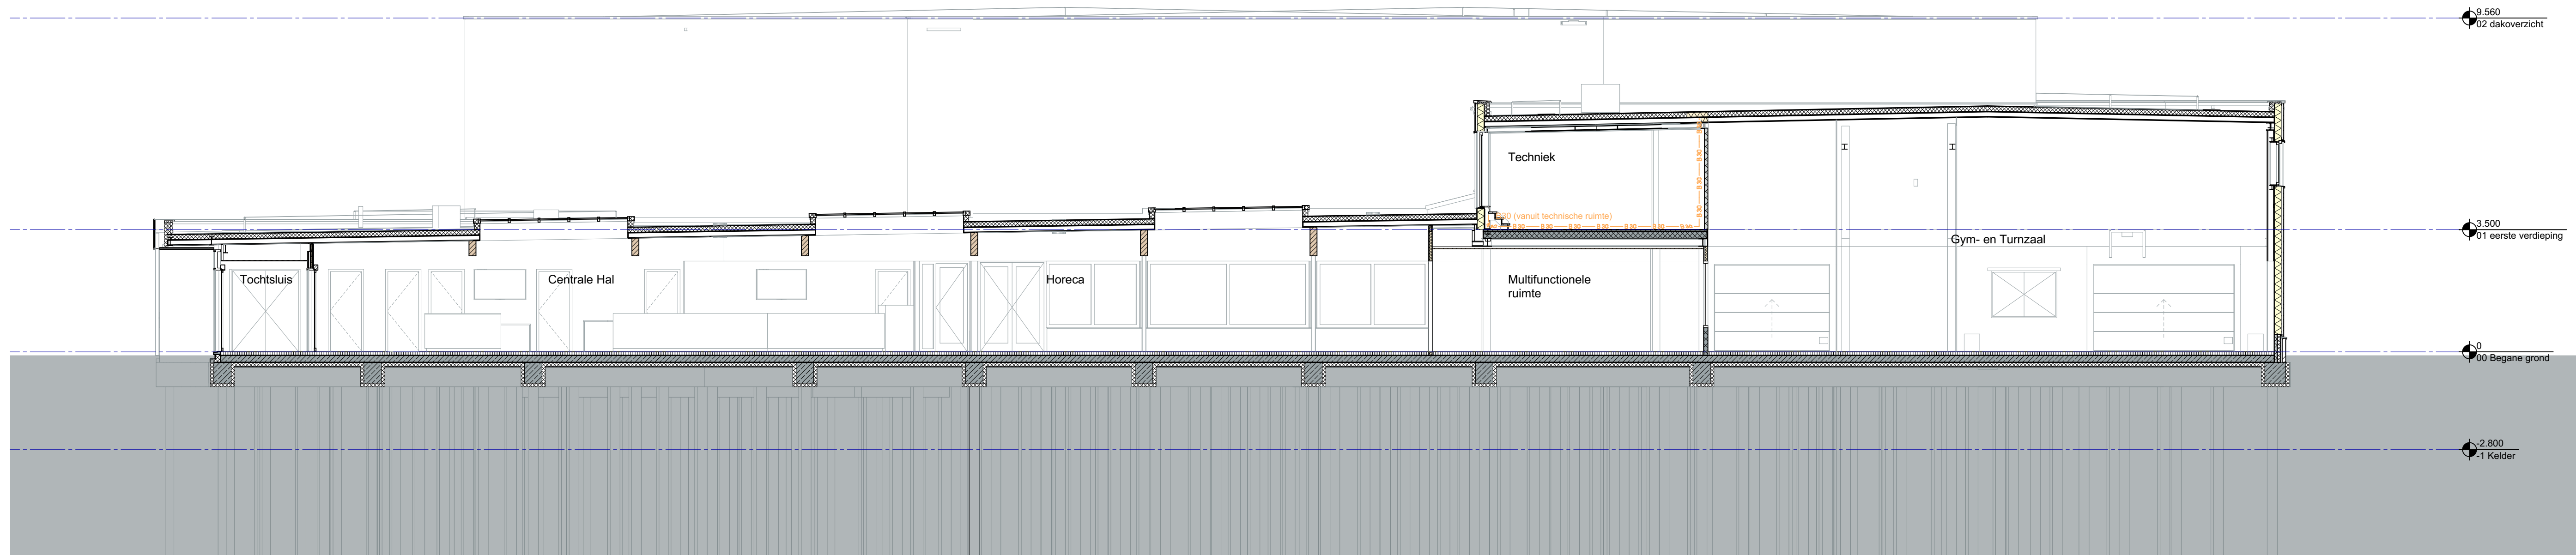 9.560
02 dakoverzicht
Techniek
30 (vanuit technische ruimte)
3.500
01 eerste verdieping
Gym- en Turnzaal
Tochtsluis
Centrale Hal
Horeca
Multifunctionele
ruimte
0
00 Begane grond
-2.800
-1 Kelder